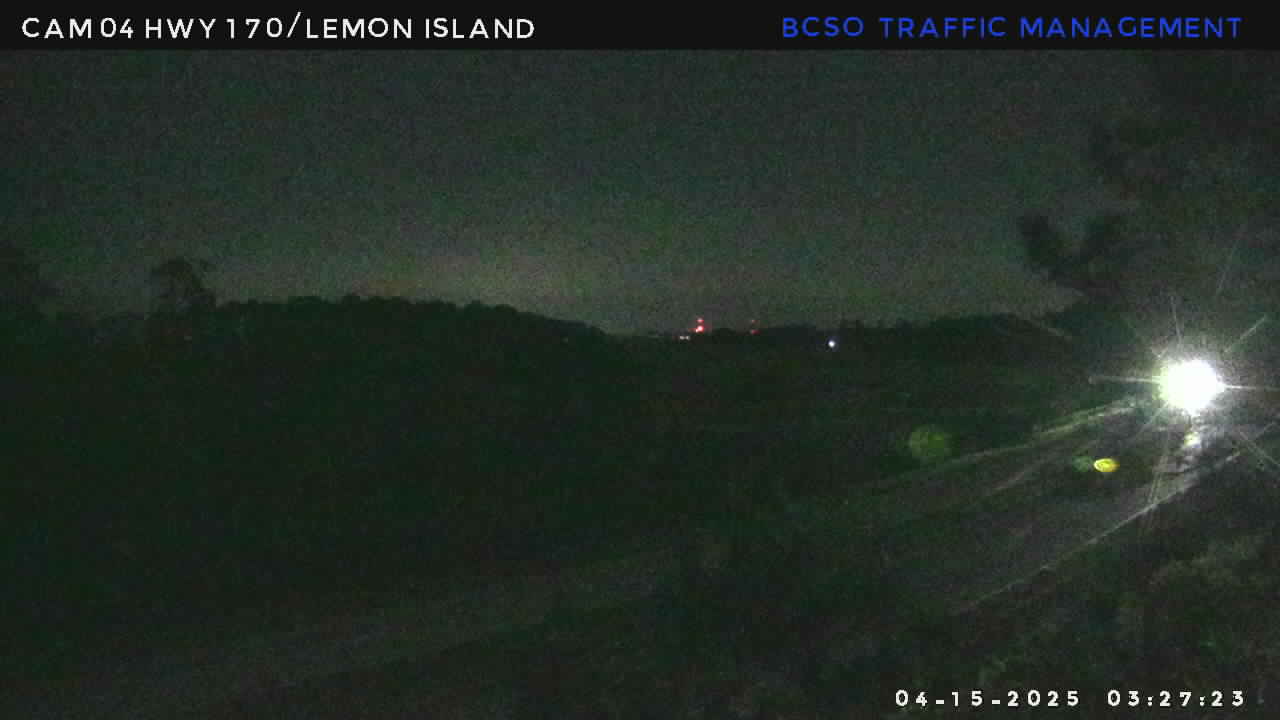 CAM 04 HWY 170/LEMON ISLAND
BCSO TRAFFIC MANAGEMENT
04-15-2025 03:27:23